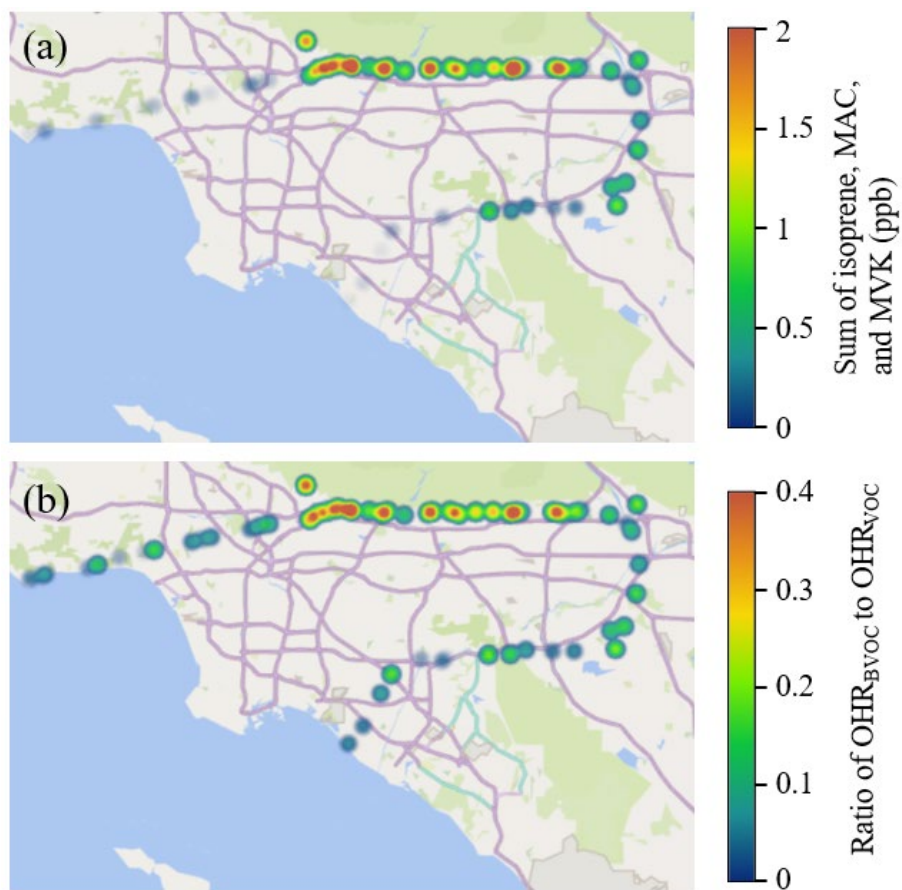 (a)
2
1.5
1
0.5
0
Sum of isoprene, MAC,
and MVK (ppb)
(b)
0.4
0.3
0.2
0.1
0
Ratio of OHR_BVOC to OHR_VOC